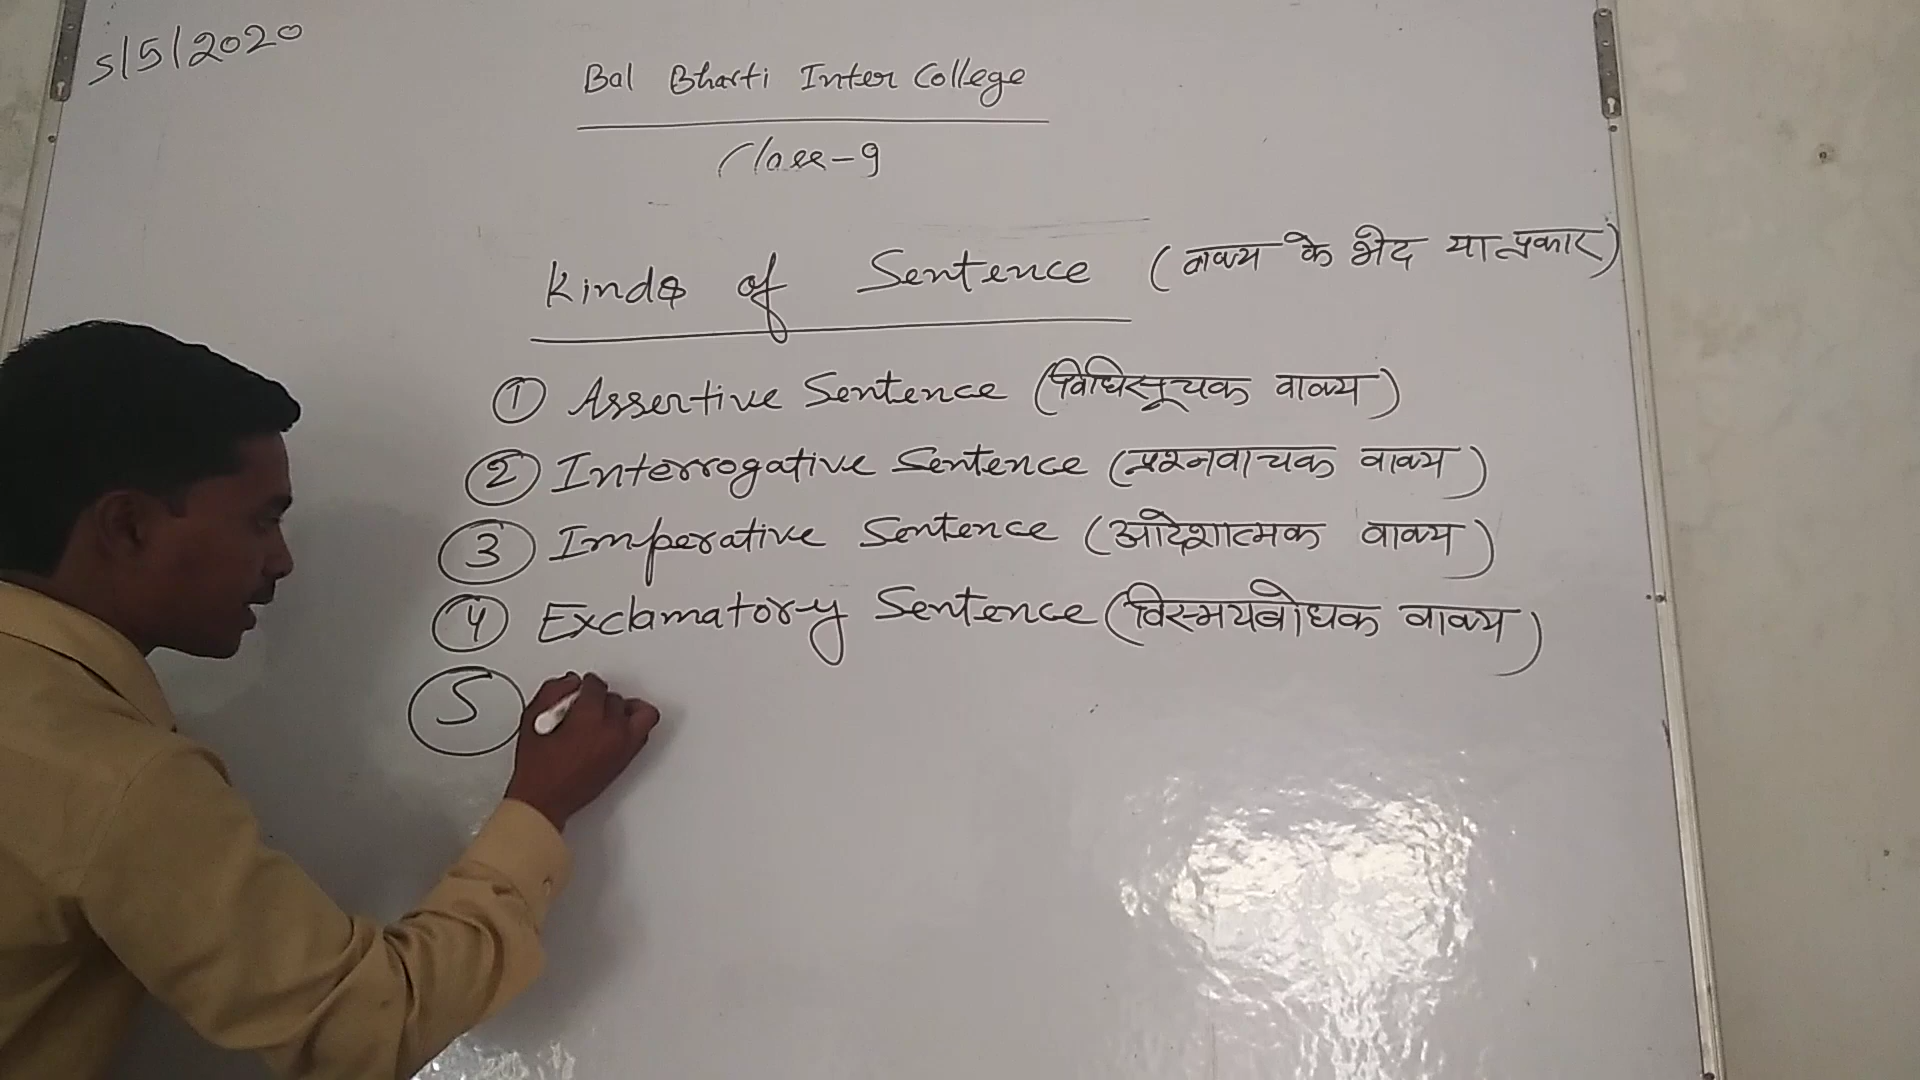 5/5/2020
Bal Bharti Inter College
Class-9
Kinds of Sentence (वाक्य के भेद या प्रकार)
① Assertive Sentence (विधिसूचक वाक्य)
② Interrogative Sentence (प्रश्नवाचक वाक्य)
③ Imperative Sentence (आदेशात्मक वाक्य)
④ Exclamatory Sentence (विस्मयबोधक वाक्य)
⑤